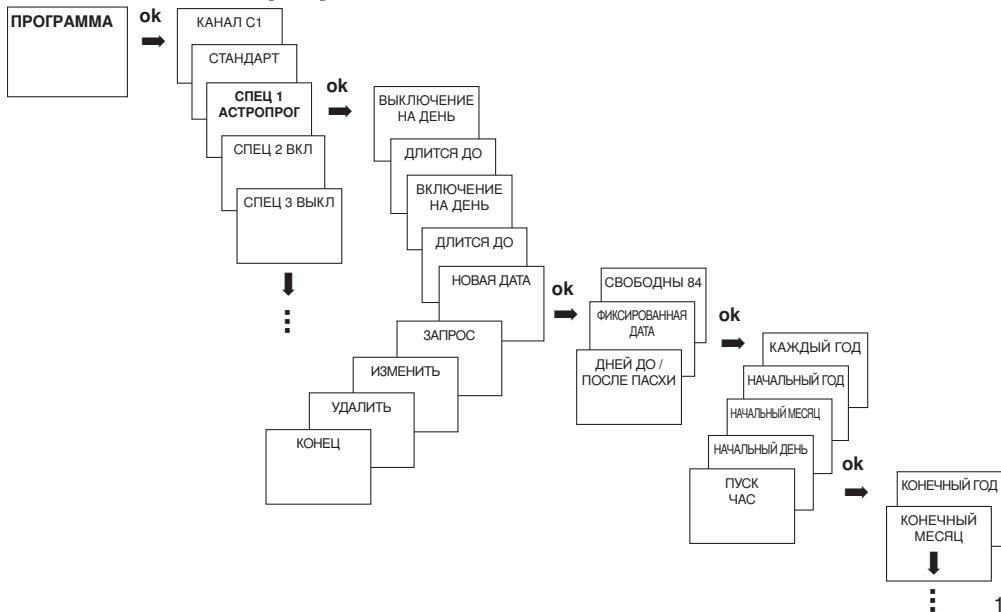 ПРОГРАММА
ok
КАНАЛ C1
СТАНДАРТ
СПЕЦ 1
АСТРОПРОГ
СПЕЦ 2 ВКЛ
СПЕЦ 3 ВЫКЛ
ok
ВЫКЛЮЧЕНИЕ
НА ДЕНЬ
ДЛИТСЯ ДО
ВКЛЮЧЕНИЕ
НА ДЕНЬ
ДЛИТСЯ ДО
НОВАЯ ДАТА
ЗАПРОС
ИЗМЕНИТЬ
УДАЛИТЬ
КОНЕЦ
ok
СВОБОДНЫ 84
ФИКСИРОВАННАЯ
ДАТА
ДНЕЙ ДО /
ПОСЛЕ ПАСХИ
ok
КАЖДЫЙ ГОД
НАЧАЛЬНЫЙ ГОД
НАЧАЛЬНЫЙ МЕСЯЦ
НАЧАЛЬНЫЙ ДЕНЬ
ПУСК
ЧАС
ok
КОНЕЧНЫЙ ГОД
КОНЕЧНЫЙ
МЕСЯЦ
1